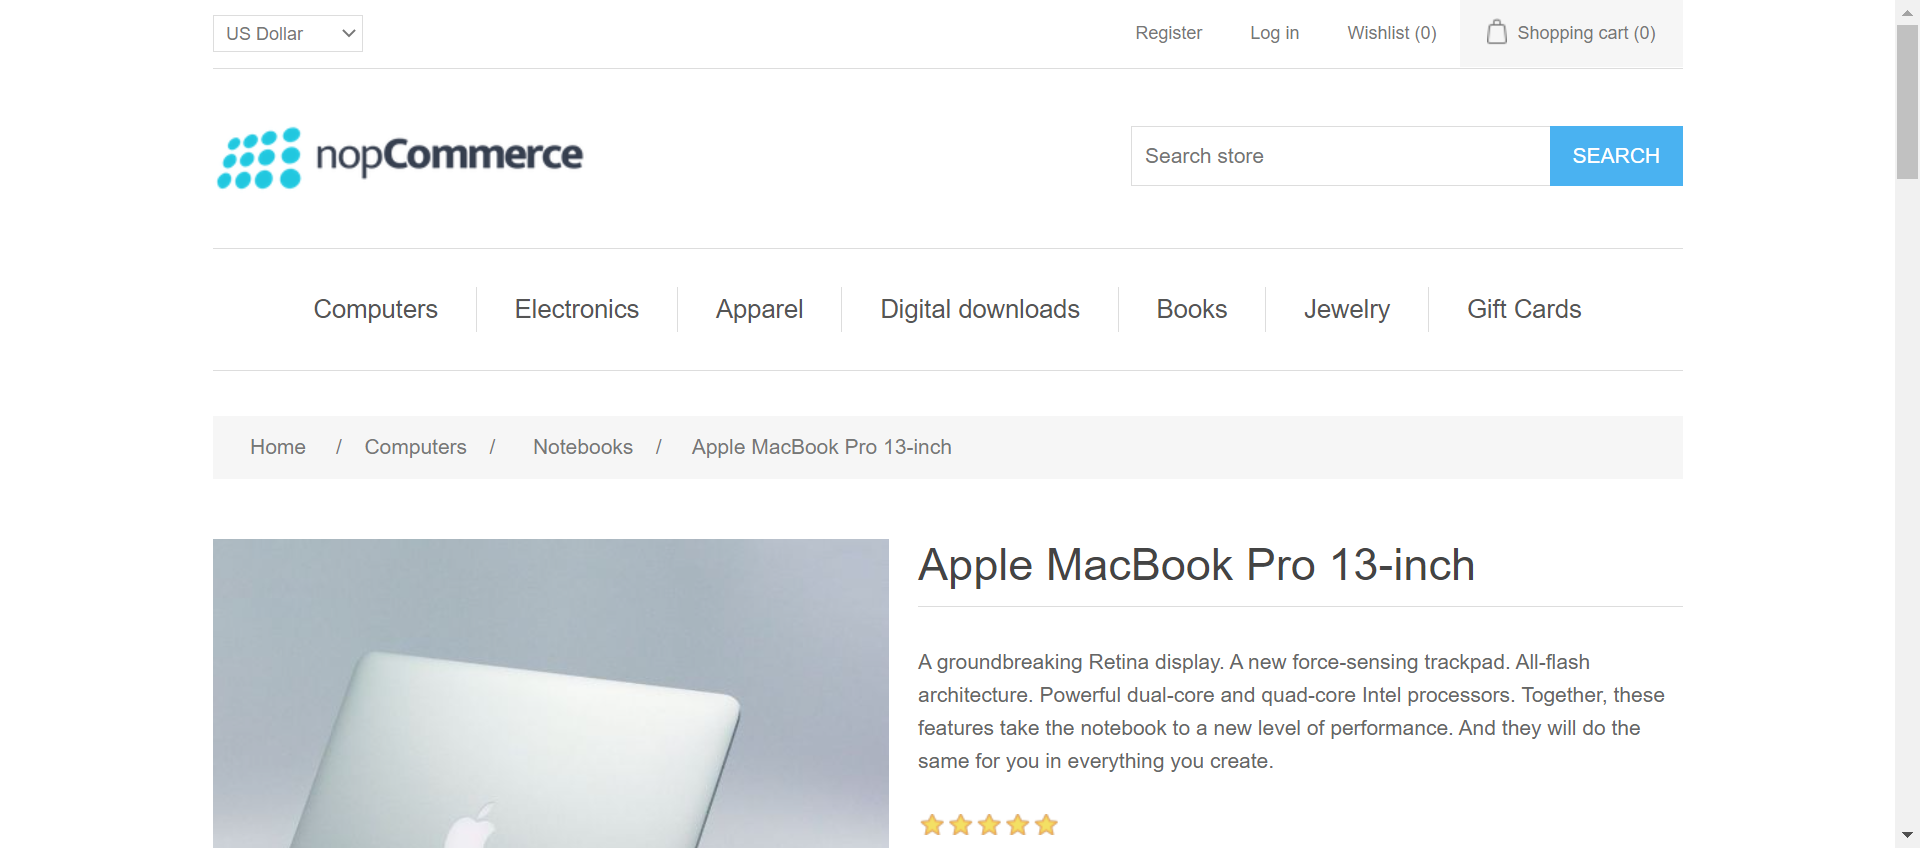 US Dollar
Register
Log in
Wishlist (0)
Shopping cart (0)
nopCommerce
Search store
SEARCH
Computers
Electronics
Apparel
Digital downloads
Books
Jewelry
Gift Cards
Home / Computers / Notebooks / Apple MacBook Pro 13-inch
Apple MacBook Pro 13-inch
A groundbreaking Retina display. A new force-sensing trackpad. All-flash
architecture. Powerful dual-core and quad-core Intel processors. Together, these
features take the notebook to a new level of performance. And they will do the
same for you in everything you create.